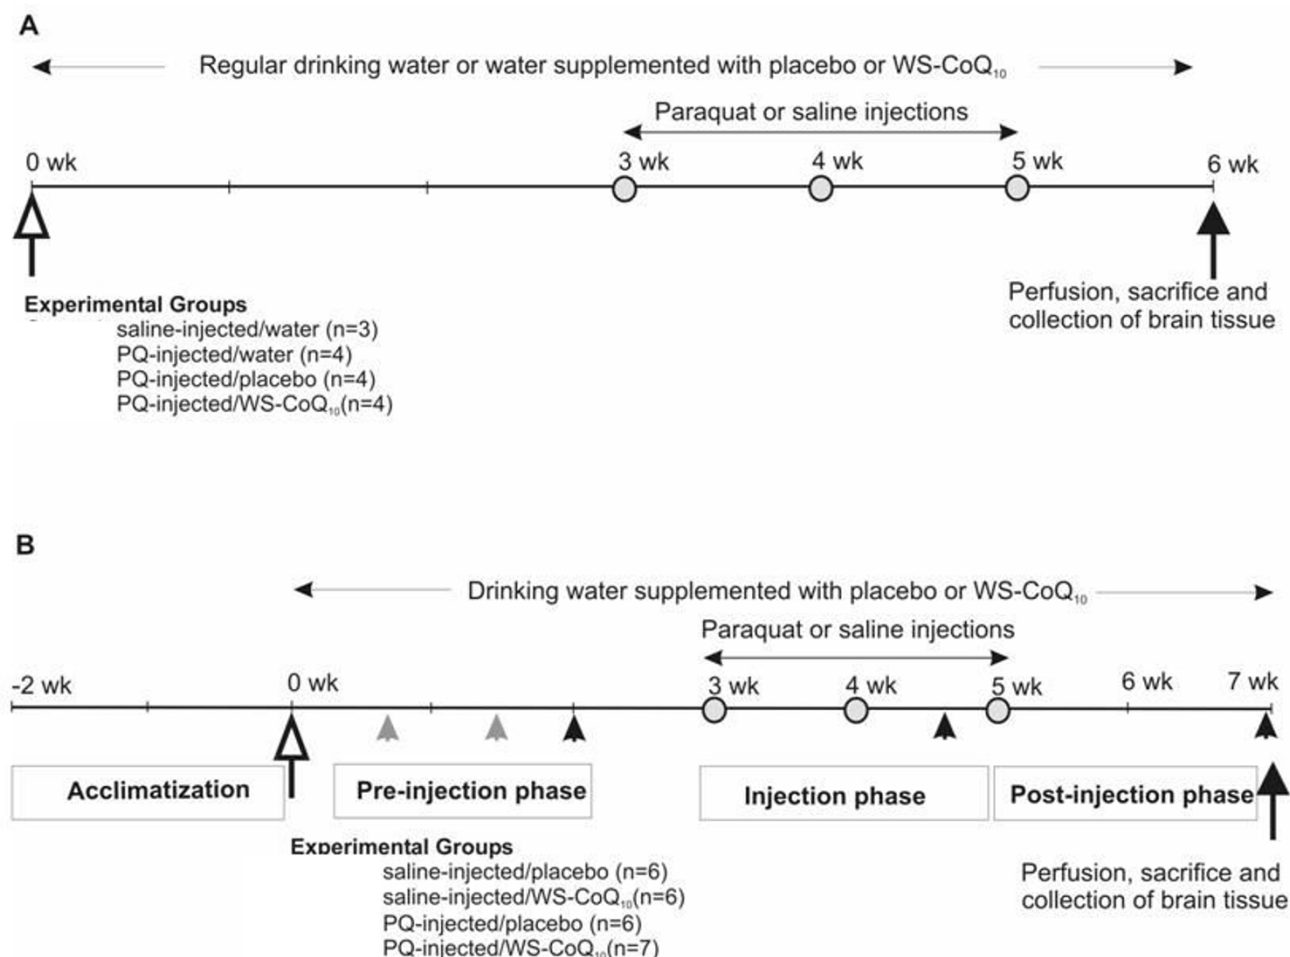 A
Regular drinking water or water supplemented with placebo or WS-CoQ10
Paraquat or saline injections
0 wk 3 wk 4 wk 5 wk 6 wk
Experimental Groups
saline-injected/water (n=3)
PQ-injected/water (n=4)
PQ-injected/placebo (n=4)
PQ-injected/WS-CoQ10(n=4)
Perfusion, sacrifice and
collection of brain tissue
B
Drinking water supplemented with placebo or WS-CoQ10
Paraquat or saline injections
-2 wk 0 wk 3 wk 4 wk 5 wk 6 wk 7 wk
Acclimatization Pre-injection phase Injection phase Post-injection phase
Experimental Groups
saline-injected/placebo (n=6)
saline-injected/WS-CoQ10(n=6)
PQ-injected/placebo (n=6)
PQ-injected/WS-CoQ10(n=7)
Perfusion, sacrifice and
collection of brain tissue